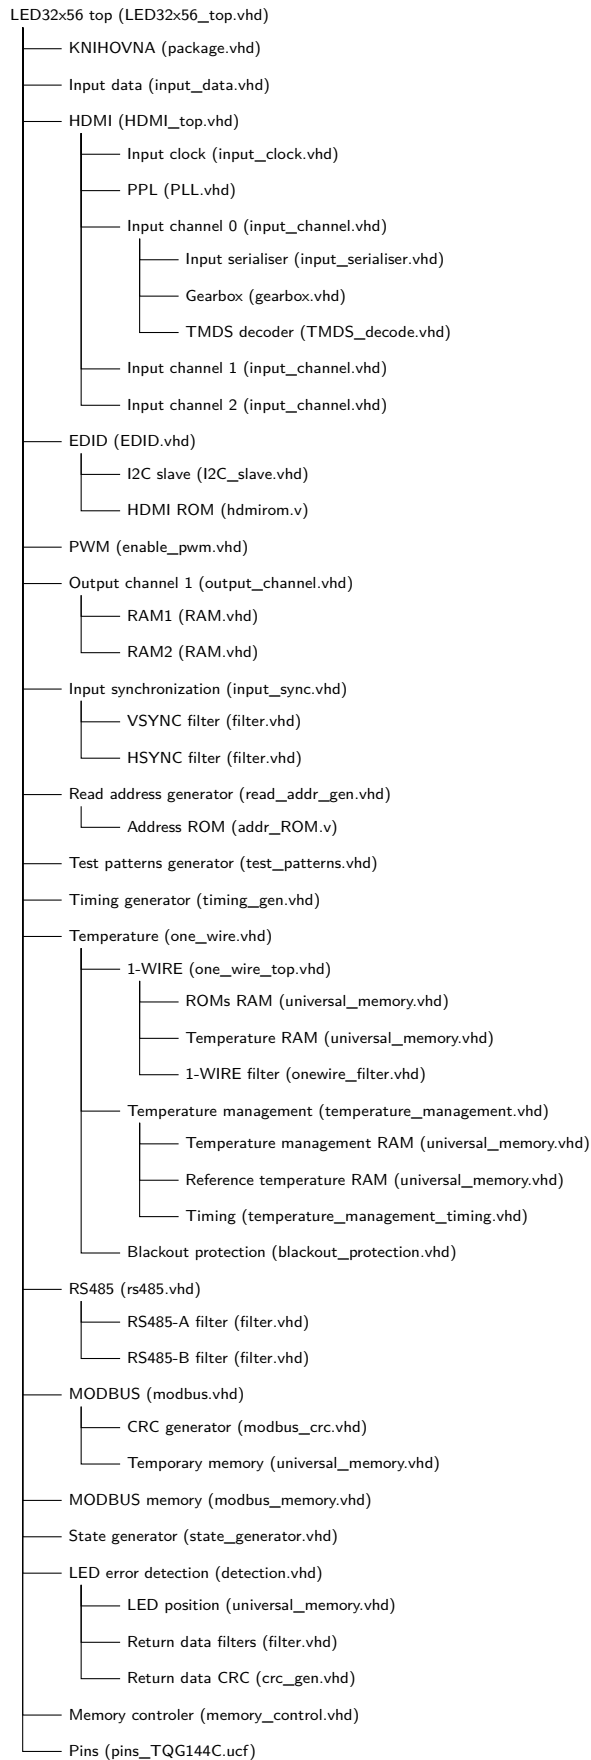 LED32x56 top (LED32x56_top.vhd)
KNIHOVNA (package.vhd)
Input data (input_data.vhd)
HDMI (HDMI_top.vhd)
Input clock (input_clock.vhd)
PPL (PLL.vhd)
Input channel 0 (input_channel.vhd)
Input serialiser (input_serialiser.vhd)
Gearbox (gearbox.vhd)
TMDS decoder (TMDS_decode.vhd)
Input channel 1 (input_channel.vhd)
Input channel 2 (input_channel.vhd)
EDID (EDID.vhd)
I2C slave (I2C_slave.vhd)
HDMI ROM (hdmirom.v)
PWM (enable_pwm.vhd)
Output channel 1 (output_channel.vhd)
RAM1 (RAM.vhd)
RAM2 (RAM.vhd)
Input synchronization (input_sync.vhd)
VSYNC filter (filter.vhd)
HSYNC filter (filter.vhd)
Read address generator (read_addr_gen.vhd)
Address ROM (addr_ROM.v)
Test patterns generator (test_patterns.vhd)
Timing generator (timing_gen.vhd)
Temperature (one_wire.vhd)
1-WIRE (one_wire_top.vhd)
ROMs RAM (universal_memory.vhd)
Temperature RAM (universal_memory.vhd)
1-WIRE filter (onewire_filter.vhd)
Temperature management (temperature_management.vhd)
Temperature management RAM (universal_memory.vhd)
Reference temperature RAM (universal_memory.vhd)
Timing (temperature_management_timing.vhd)
Blackout protection (blackout_protection.vhd)
RS485 (rs485.vhd)
RS485-A filter (filter.vhd)
RS485-B filter (filter.vhd)
MODBUS (modbus.vhd)
CRC generator (modbus_crc.vhd)
Temporary memory (universal_memory.vhd)
MODBUS memory (modbus_memory.vhd)
State generator (state_generator.vhd)
LED error detection (detection.vhd)
LED position (universal_memory.vhd)
Return data filters (filter.vhd)
Return data CRC (crc_gen.vhd)
Memory controler (memory_control.vhd)
Pins (pins_TQG144C.ucf)